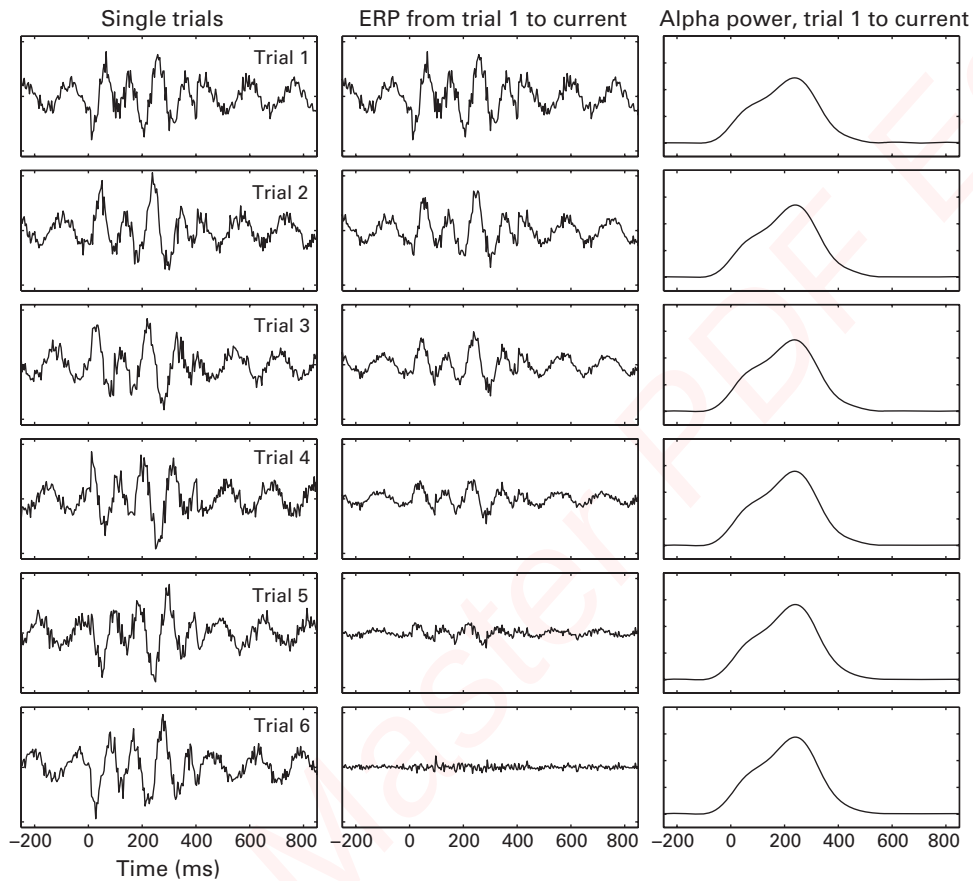 Single trials
ERP from trial 1 to current
Alpha power, trial 1 to current
Trial 1
Trial 2
Trial 3
Trial 4
Trial 5
Trial 6
−200 0 200 400 600 800
−200 0 200 400 600 800
−200 0 200 400 600 800
Time (ms)
Master PDF